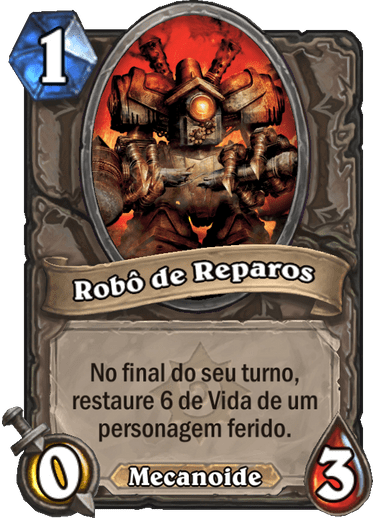 1
Robô de Reparos
No final do seu turno,
restaure 6 de Vida de um
personagem ferido.
0 Mecanoide 3